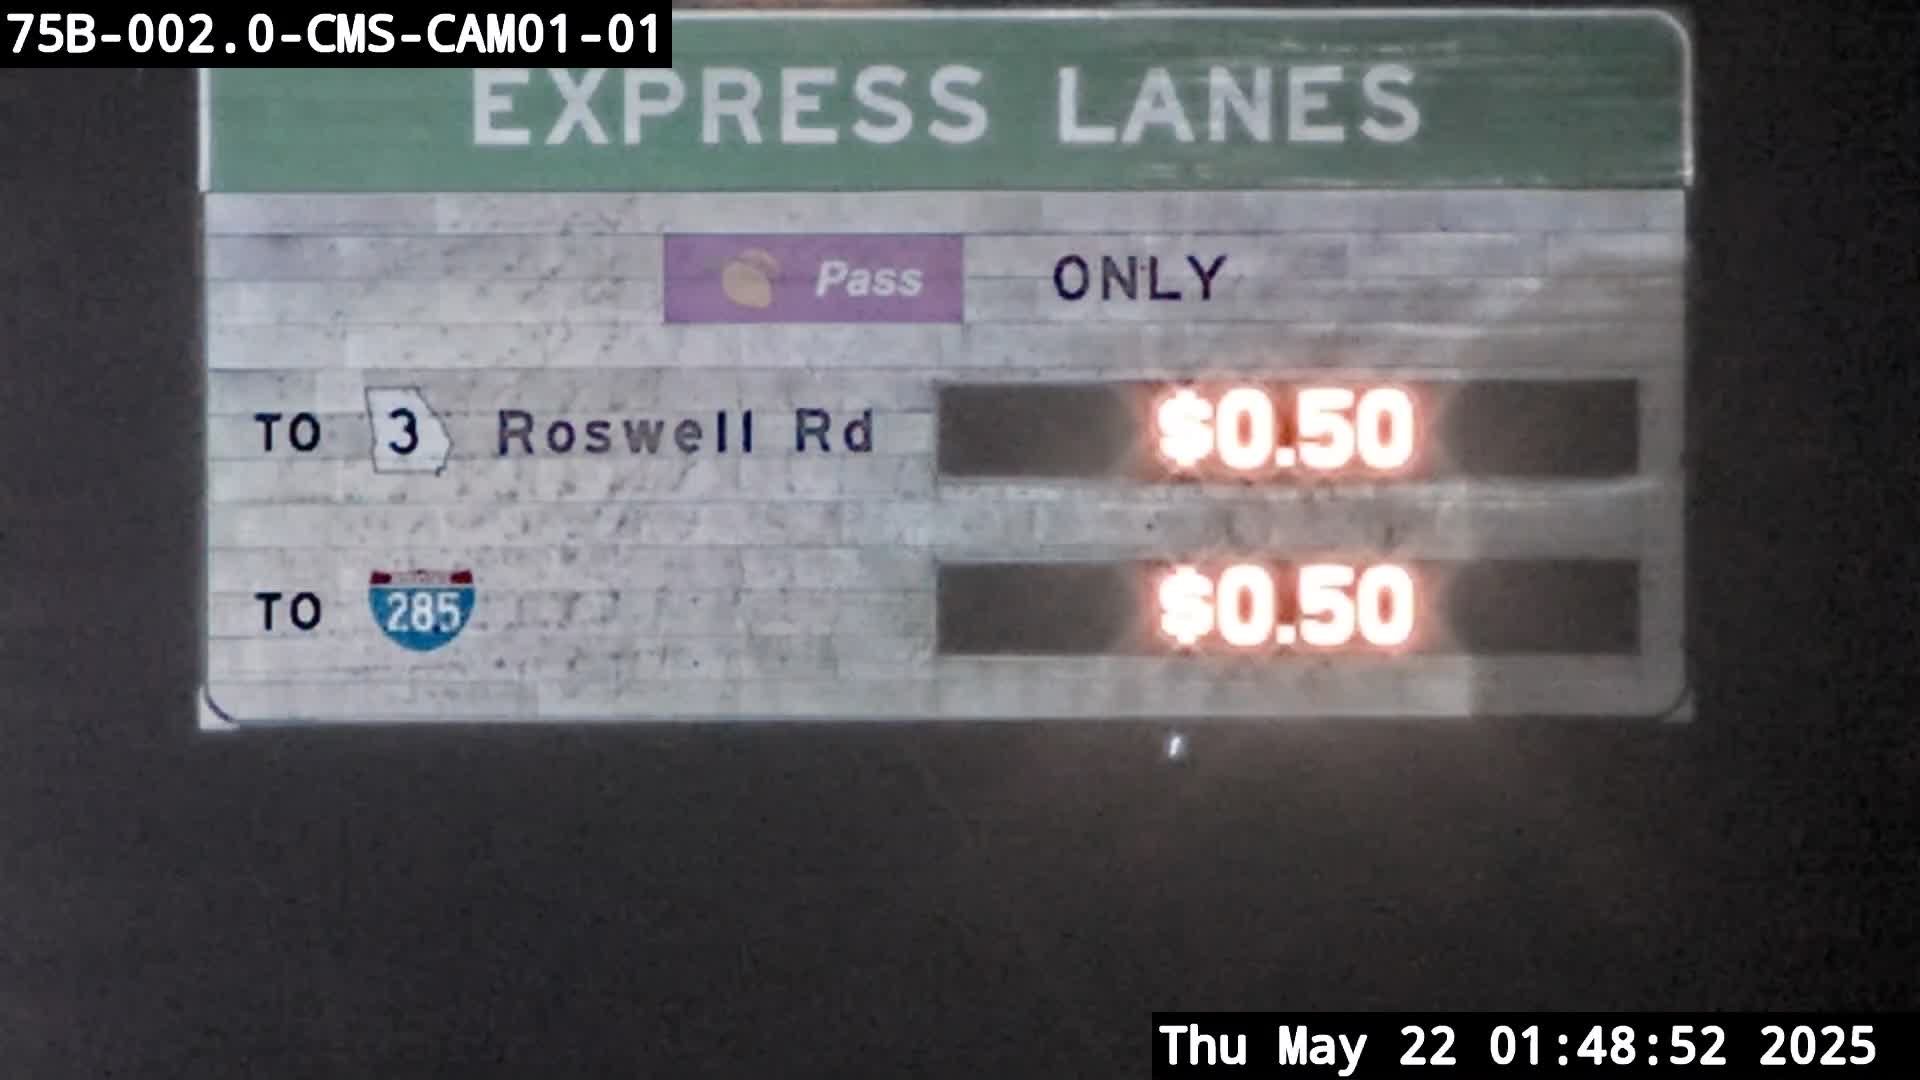 75B-002.0-CMS-CAM01-01
EXPRESS LANES
Pass ONLY
TO 3 Roswell Rd $0.50
TO 285 $0.50
Thu May 22 01:48:52 2025